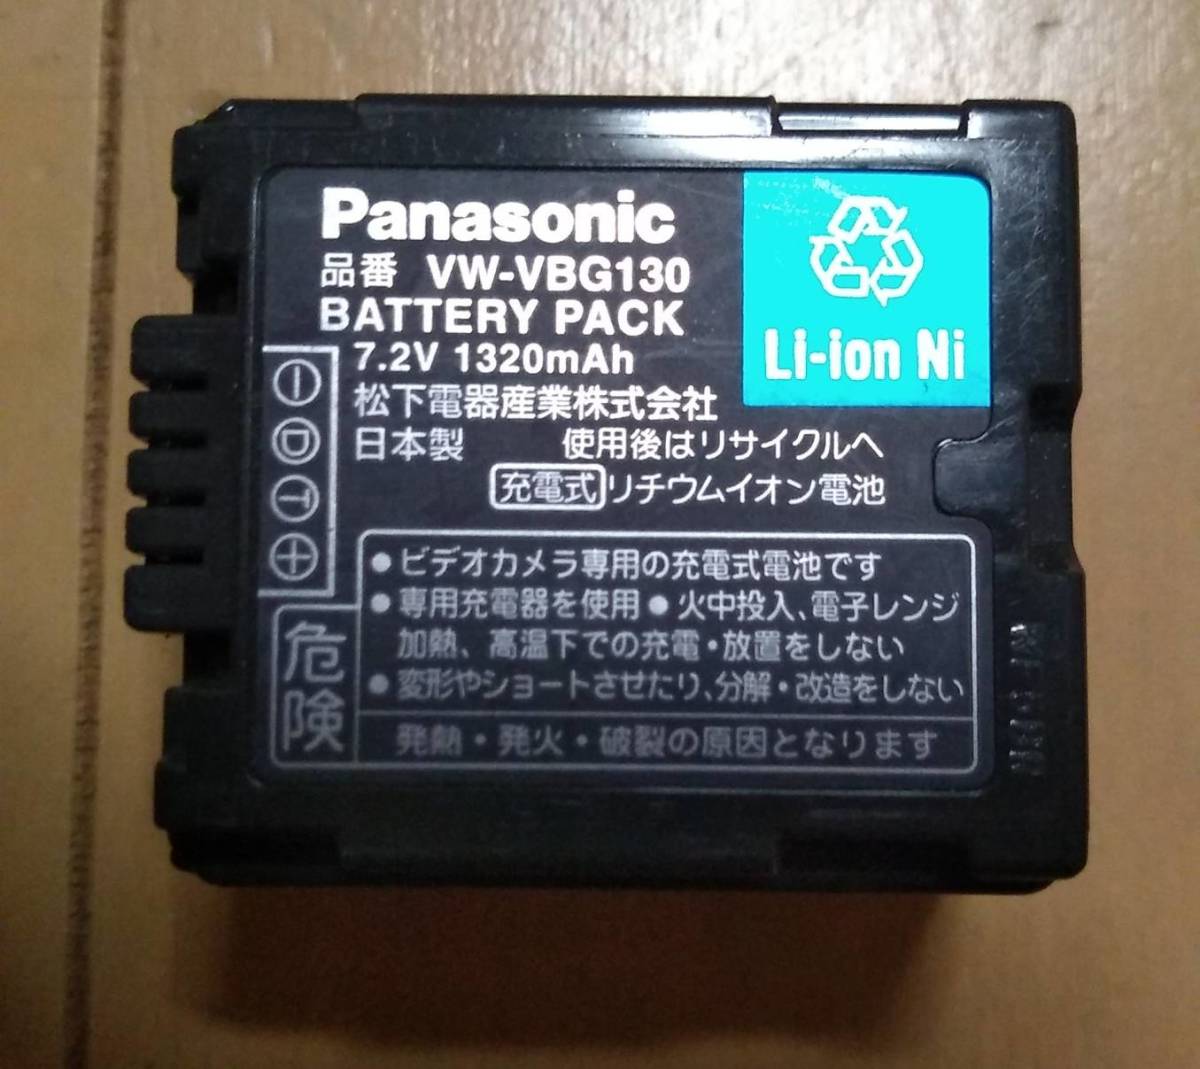 Panasonic
品番 VW-VBG130
BATTERY PACK
7.2V 1320mAh
松下電器産業株式会社
日本製 使用後はリサイクルへ
充電式 リチウムイオン電池
Li-ion Ni
− D T +
危険
●ビデオカメラ専用の充電式電池です
●専用充電器を使用 ●火中投入、電子レンジ
加熱、高温下での充電・放置をしない
●変形やショートさせたり、分解・改造をしない
発熱・発火・破裂の原因となります